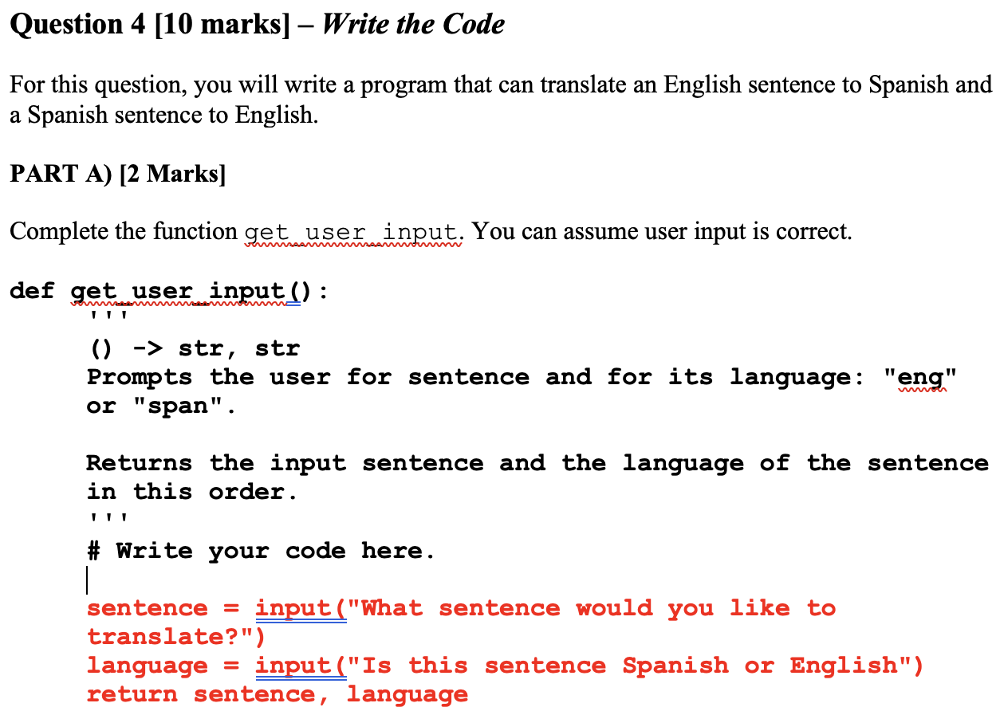 Question 4 [10 marks] – Write the Code
For this question, you will write a program that can translate an English sentence to Spanish and
a Spanish sentence to English.
PART A) [2 Marks]
Complete the function get_user_input. You can assume user input is correct.
def get_user_input():
'''
() -> str, str
Prompts the user for sentence and for its language: "eng"
or "span".
Returns the input sentence and the language of the sentence
in this order.
'''
# Write your code here.
sentence = input("What sentence would you like to
translate?")
language = input("Is this sentence Spanish or English")
return sentence, language